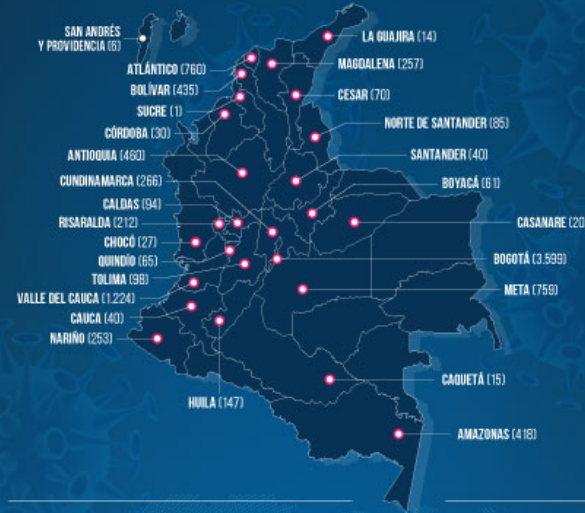 SAN ANDRÉS
Y PROVIDENCIA (6)
ATLÁNTICO (760)
BOLÍVAR (435)
SUCRE (1)
CÓRDOBA (30)
ANTIOQUIA (460)
CUNDINAMARCA (266)
CALDAS (94)
RISARALDA (212)
CHOCÓ (27)
QUINDÍO (65)
TOLIMA (98)
VALLE DEL CAUCA (1.224)
CAUCA (40)
NARIÑO (253)
HUILA (147)
LA GUAJIRA (14)
MAGDALENA (257)
CESAR (70)
NORTE DE SANTANDER (85)
SANTANDER (40)
BOYACÁ (61)
CASANARE (20
BOGOTÁ (3.599)
META (759)
CAQUETÁ (15)
AMAZONAS (418)